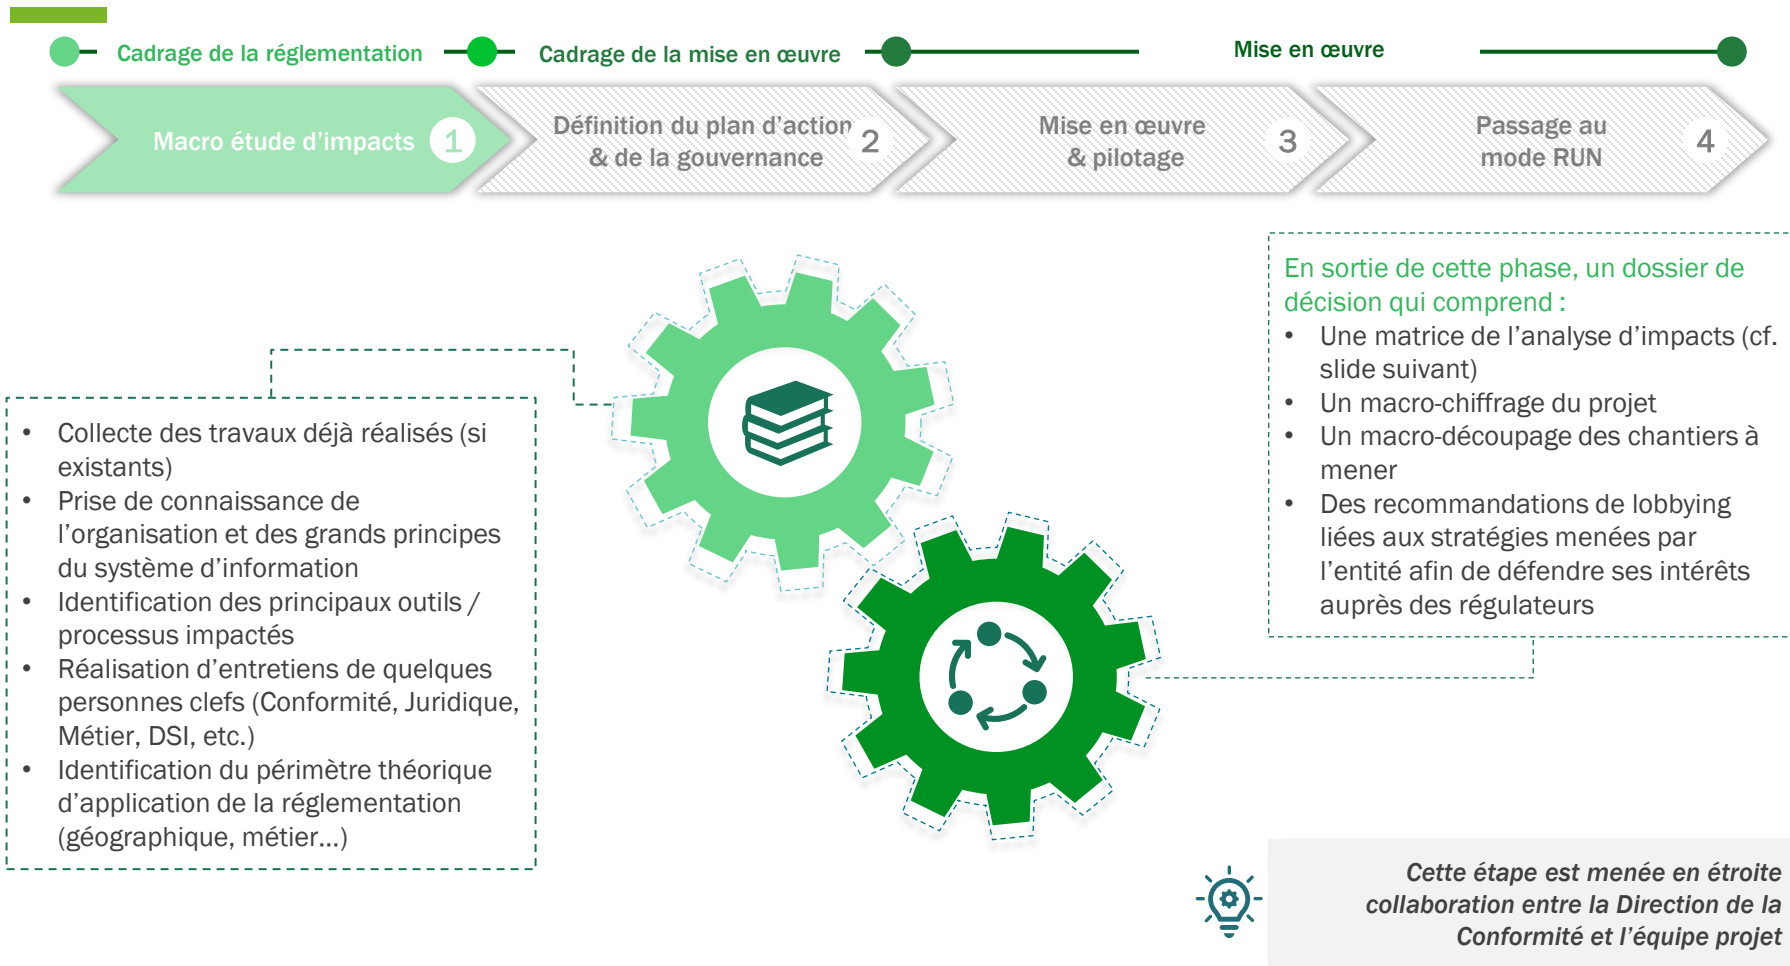 Cadrage de la réglementation
Cadrage de la mise en œuvre
Mise en œuvre
Macro étude d’impacts
1
Définition du plan d’action
& de la gouvernance
2
Mise en œuvre
& pilotage
3
Passage au
mode RUN
4
• Collecte des travaux déjà réalisés (si
existants)
• Prise de connaissance de
l’organisation et des grands principes
du système d’information
• Identification des principaux outils /
processus impactés
• Réalisation d’entretiens de quelques
personnes clefs (Conformité, Juridique,
Métier, DSI, etc.)
• Identification du périmètre théorique
d’application de la réglementation
(géographique, métier…)
En sortie de cette phase, un dossier de
décision qui comprend :
• Une matrice de l’analyse d’impacts (cf.
slide suivant)
• Un macro-chiffrage du projet
• Un macro-découpage des chantiers à
mener
• Des recommandations de lobbying
liées aux stratégies menées par
l’entité afin de défendre ses intérêts
auprès des régulateurs
Cette étape est menée en étroite
collaboration entre la Direction de la
Conformité et l’équipe projet